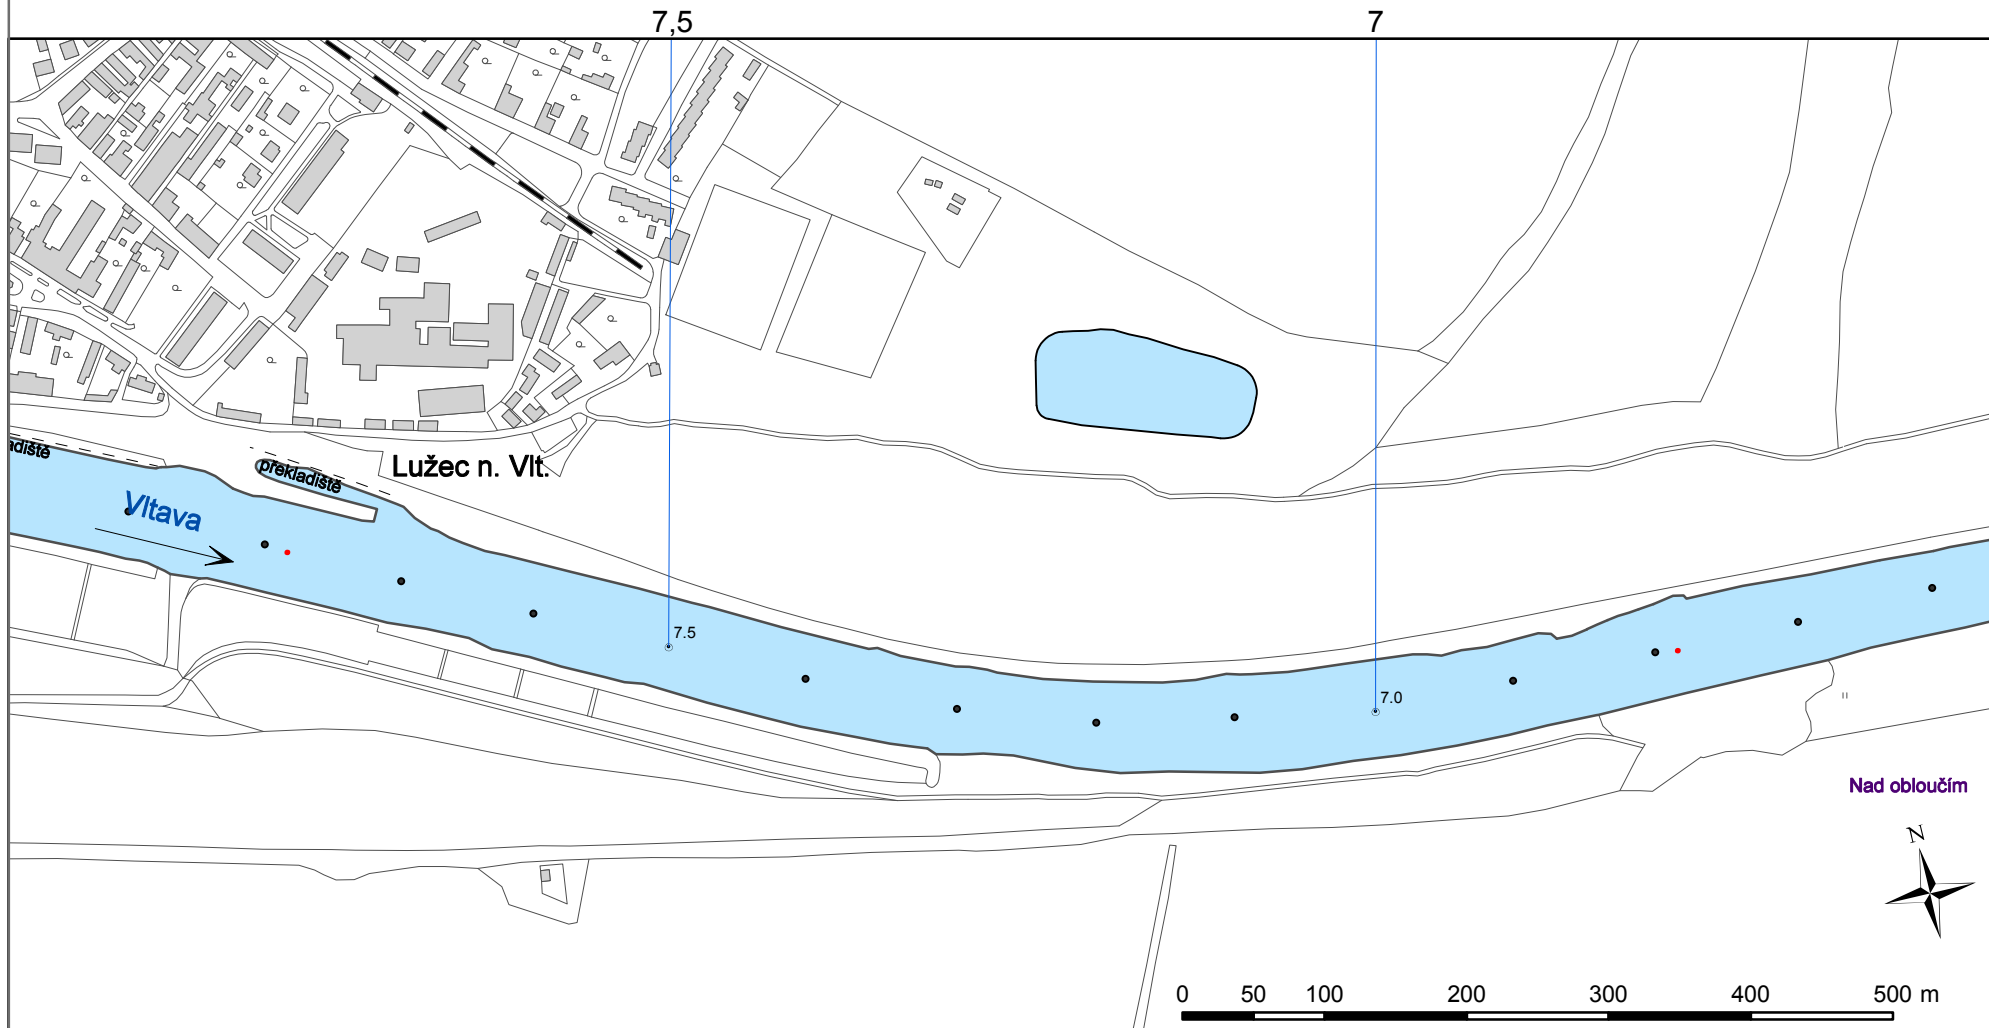 7,5
7
adiště
překladiště
Lužec n. Vlt.
Vltava
7.5
7.0
Nad obloučím
N
0 50 100 200 300 400 500 m